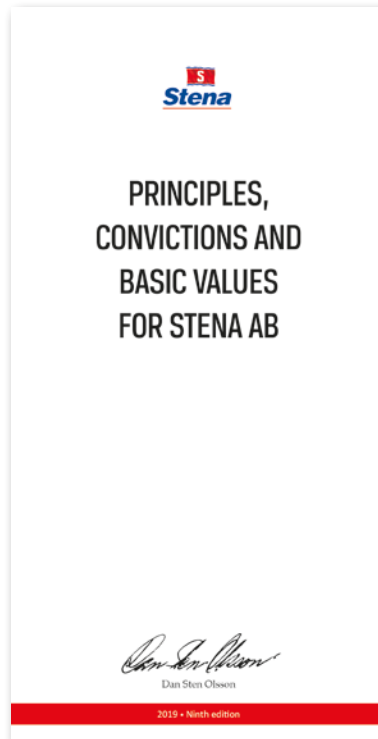 S
Stena
PRINCIPLES,
CONVICTIONS AND
BASIC VALUES
FOR STENA AB
Dan Sten Olsson
Dan Sten Olsson
2019 • Ninth edition